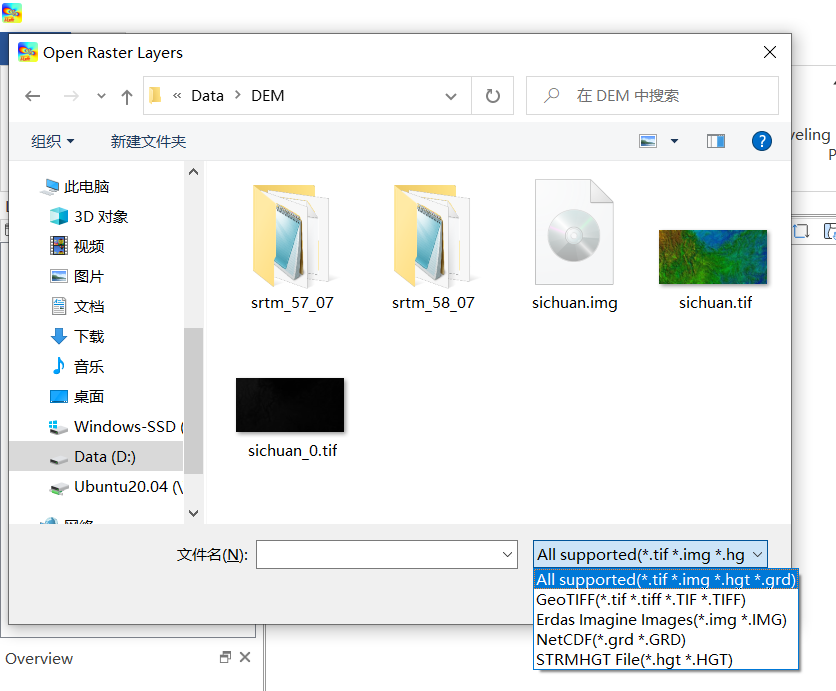 Open Raster Layers
« Data > DEM
在 DEM 中搜索
组织
新建文件夹
veling
此电脑
3D 对象
视频
图片
文档
下载
音乐
桌面
Windows-SSD (
Data (D:)
Ubuntu20.04 (\
网络
srtm_57_07
srtm_58_07
sichuan.img
sichuan.tif
sichuan_0.tif
文件名(N):
All supported(*.tif *.img *.hg
All supported(*.tif *.img *.hgt *.grd)
GeoTIFF(*.tif *.tiff *.TIF *.TIFF)
Erdas Imagine Images(*.img *.IMG)
NetCDF(*.grd *.GRD)
STRMHGT File(*.hgt *.HGT)
Overview